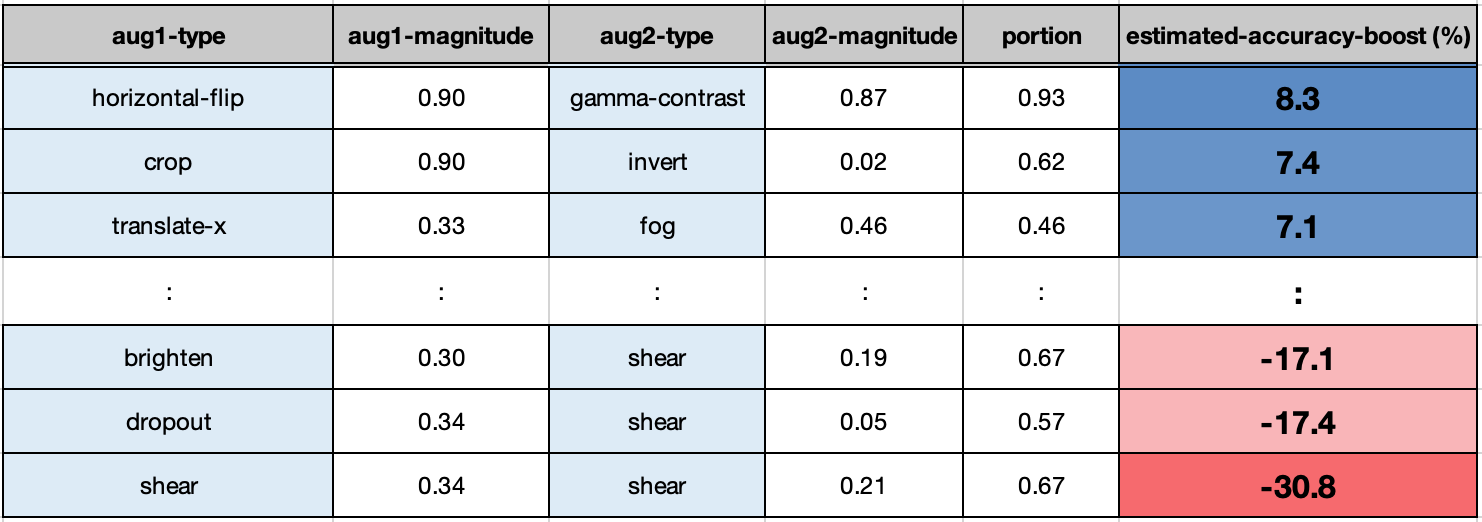 aug1-type aug1-magnitude aug2-type aug2-magnitude portion estimated-accuracy-boost (%)
horizontal-flip 0.90 gamma-contrast 0.87 0.93 8.3
crop 0.90 invert 0.02 0.62 7.4
translate-x 0.33 fog 0.46 0.46 7.1
: : : : : :
brighten 0.30 shear 0.19 0.67 -17.1
dropout 0.34 shear 0.05 0.57 -17.4
shear 0.34 shear 0.21 0.67 -30.8